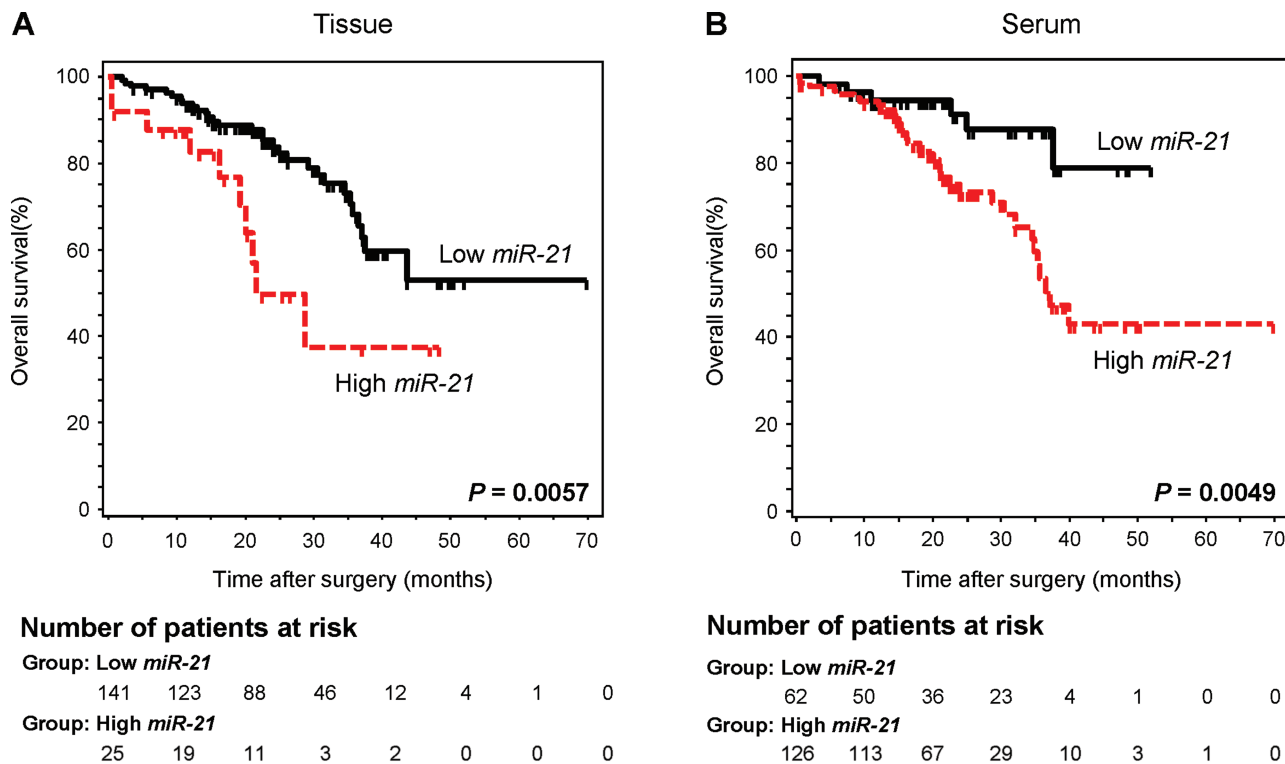 A
Tissue
Overall survival(%)
100
80
60
40
20
0
Low miR-21
High miR-21
P = 0.0057
0 10 20 30 40 50 60 70
Time after surgery (months)
Number of patients at risk
Group: Low miR-21
141 123 88 46 12 4 1 0
Group: High miR-21
25 19 11 3 2 0 0 0
B
Serum
Overall survival(%)
100
80
60
40
20
0
Low miR-21
High miR-21
P = 0.0049
0 10 20 30 40 50 60 70
Time after surgery (months)
Number of patients at risk
Group: Low miR-21
62 50 36 23 4 1 0 0
Group: High miR-21
126 113 67 29 10 3 1 0